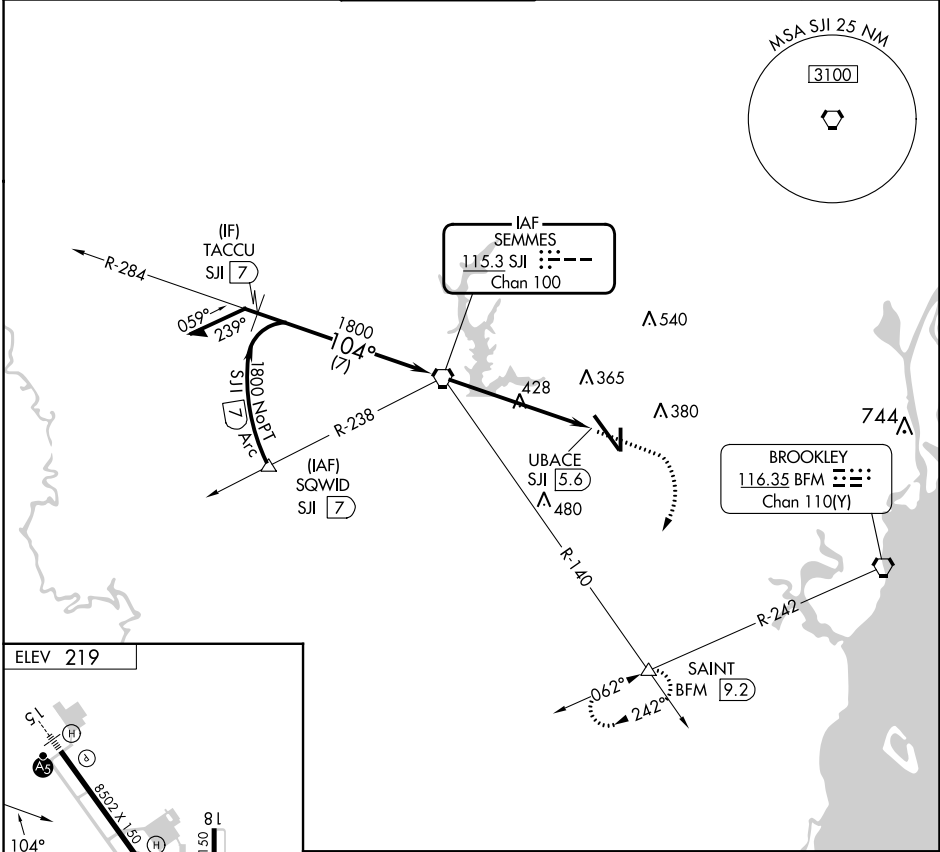 MSA SJI 25 NM
3100
(IF)
TACCU
SJI 7
R-284
059°
239°
1800
104°
(7)
1800 NoPT
SJI 7 Arc
R-238
(IAF)
SQWID
SJI 7
IAF
SEMMES
115.3 SJI
Chan 100
540
428
365
380
744
UBACE
SJI 5.6
480
BROOKLEY
116.35 BFM
Chan 110(Y)
R-140
R-242
SAINT
BFM 9.2
062°
242°
ELEV 219
15
H
P
A5
8502 X 150
H
18
150
104°